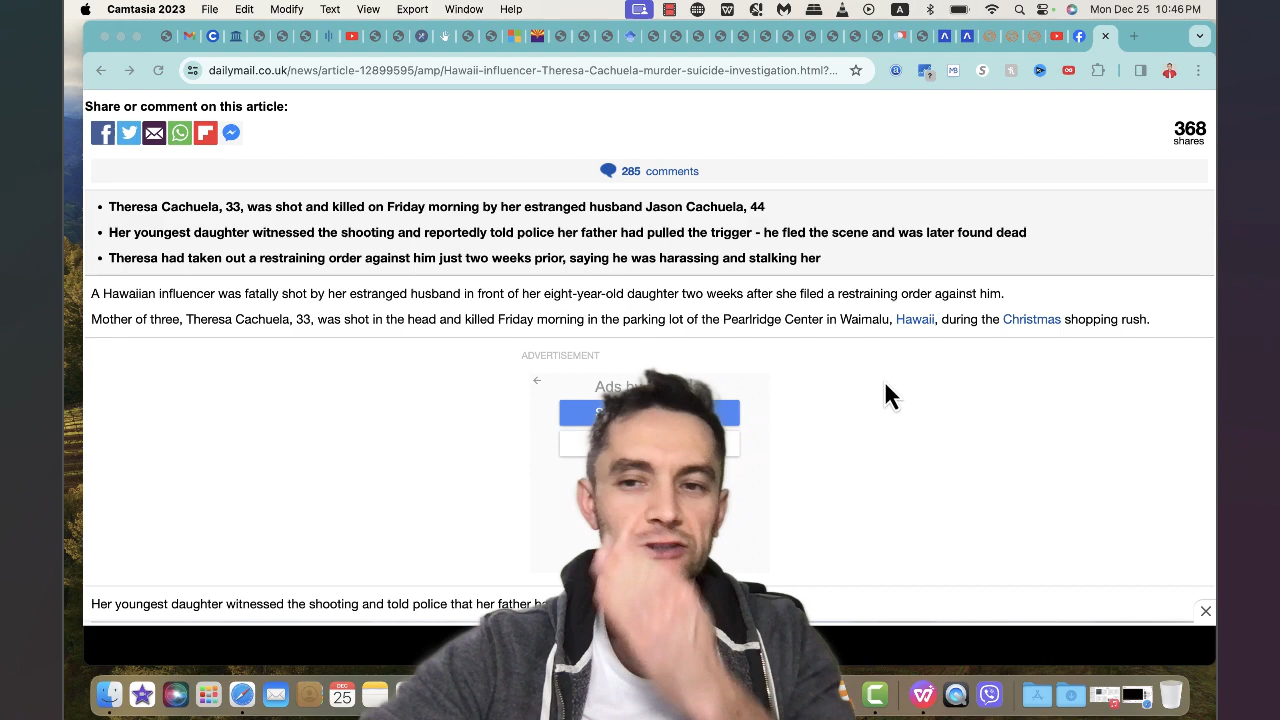 Camtasia 2023 File Edit Modify Text View Export Window Help Mon Dec 25 10:46 PM
dailymail.co.uk/news/article-12899595/amp/Hawaii-influencer-Theresa-Cachuela-murder-suicide-investigation.html?...
Share or comment on this article:
368
shares
285 comments
• Theresa Cachuela, 33, was shot and killed on Friday morning by her estranged husband Jason Cachuela, 44
• Her youngest daughter witnessed the shooting and reportedly told police her father had pulled the trigger - he fled the scene and was later found dead
• Theresa had taken out a restraining order against him just two weeks prior, saying he was harassing and stalking her
A Hawaiian influencer was fatally shot by her estranged husband in front of her eight-year-old daughter two weeks after she filed a restraining order against him.
Mother of three, Theresa Cachuela, 33, was shot in the head and killed Friday morning in the parking lot of the Pearlridge Center in Waimalu, Hawaii, during the Christmas shopping rush.
ADVERTISEMENT
Ads
Her youngest daughter witnessed the shooting and told police that her father
DEC
25